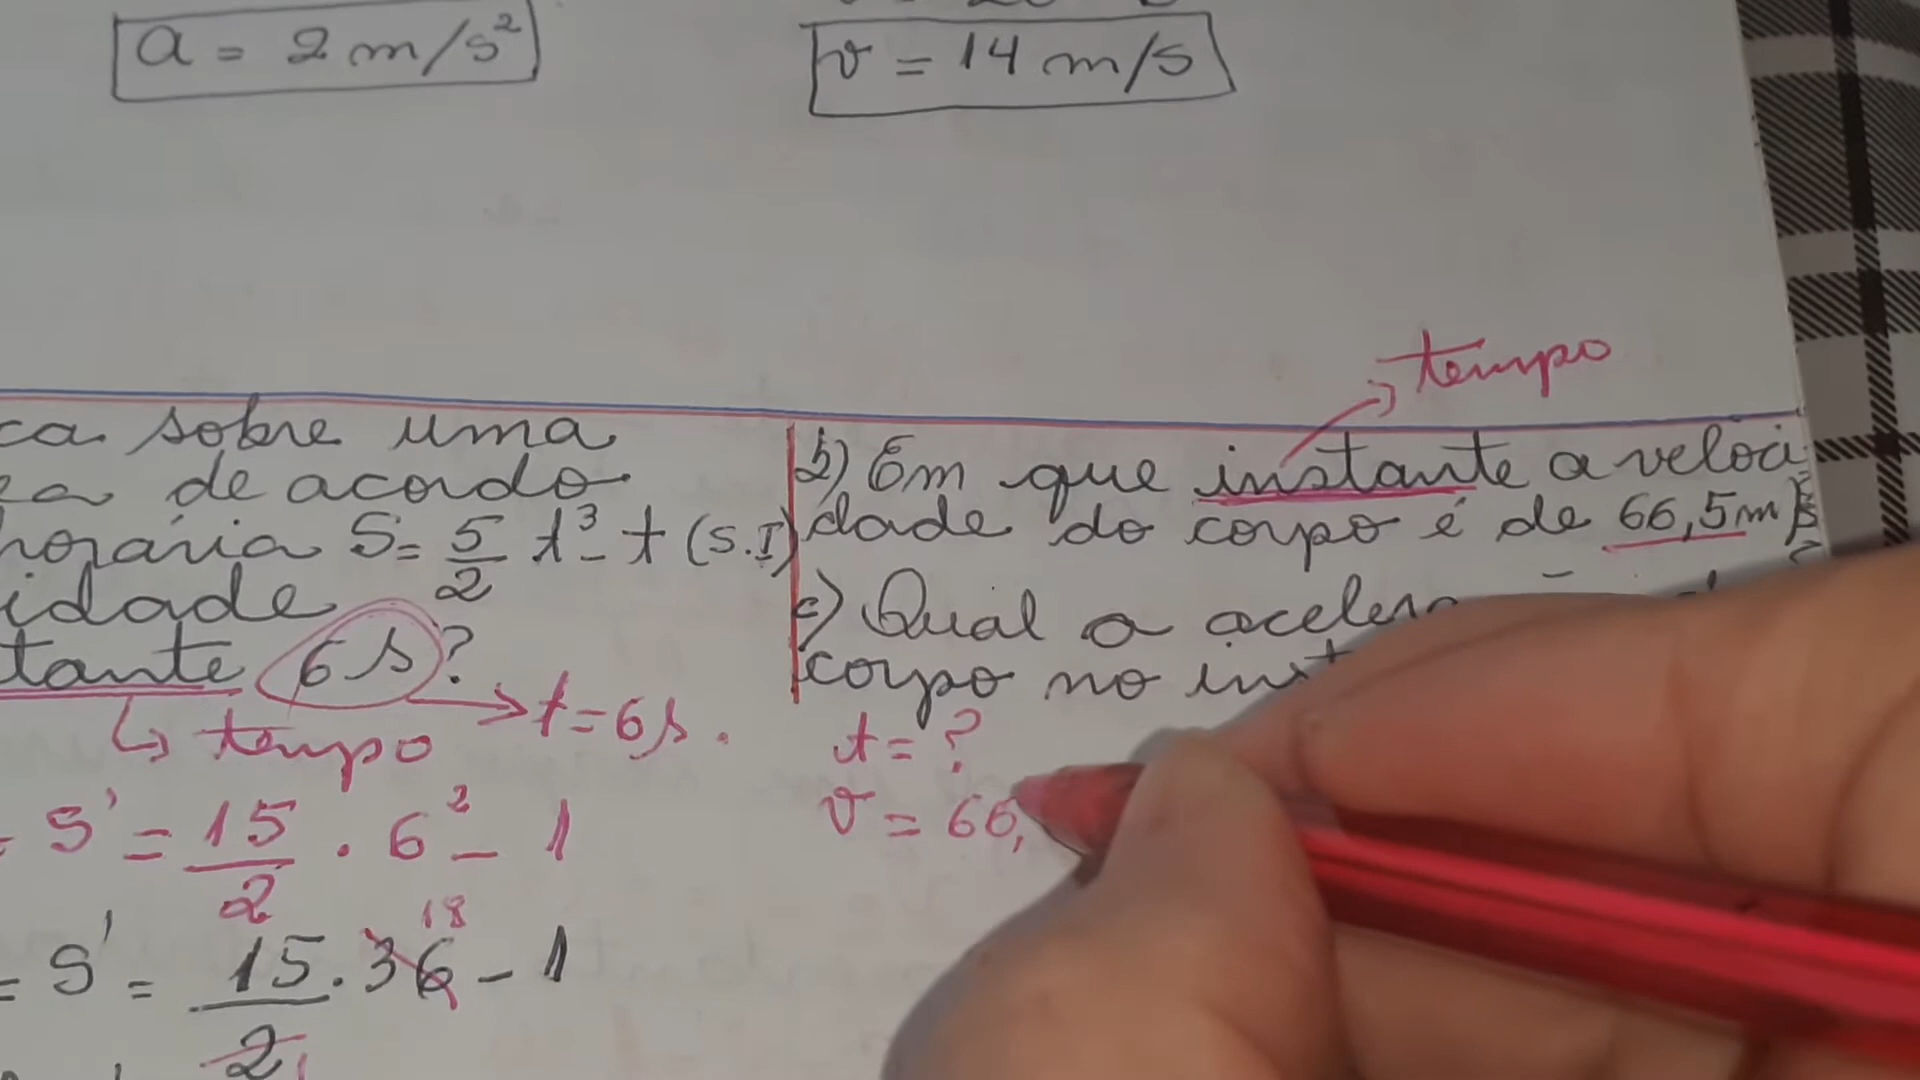 a = 2 m/s²
v = 14 m/s
tempo
ca sobre uma
de acordo
horária S = 5/2 t³ - t (S.I)
idade
tante 6 s?
↳ tempo
→ t = 6 s.
= S' = 15/2 . 6² - 1
18
= S' = 15 . 36 - 1
2
b) Em que instante a veloci
dade do corpo é de 66,5 m/s?
c) Qual a aceler
corpo no inst
t = ?
v = 66,